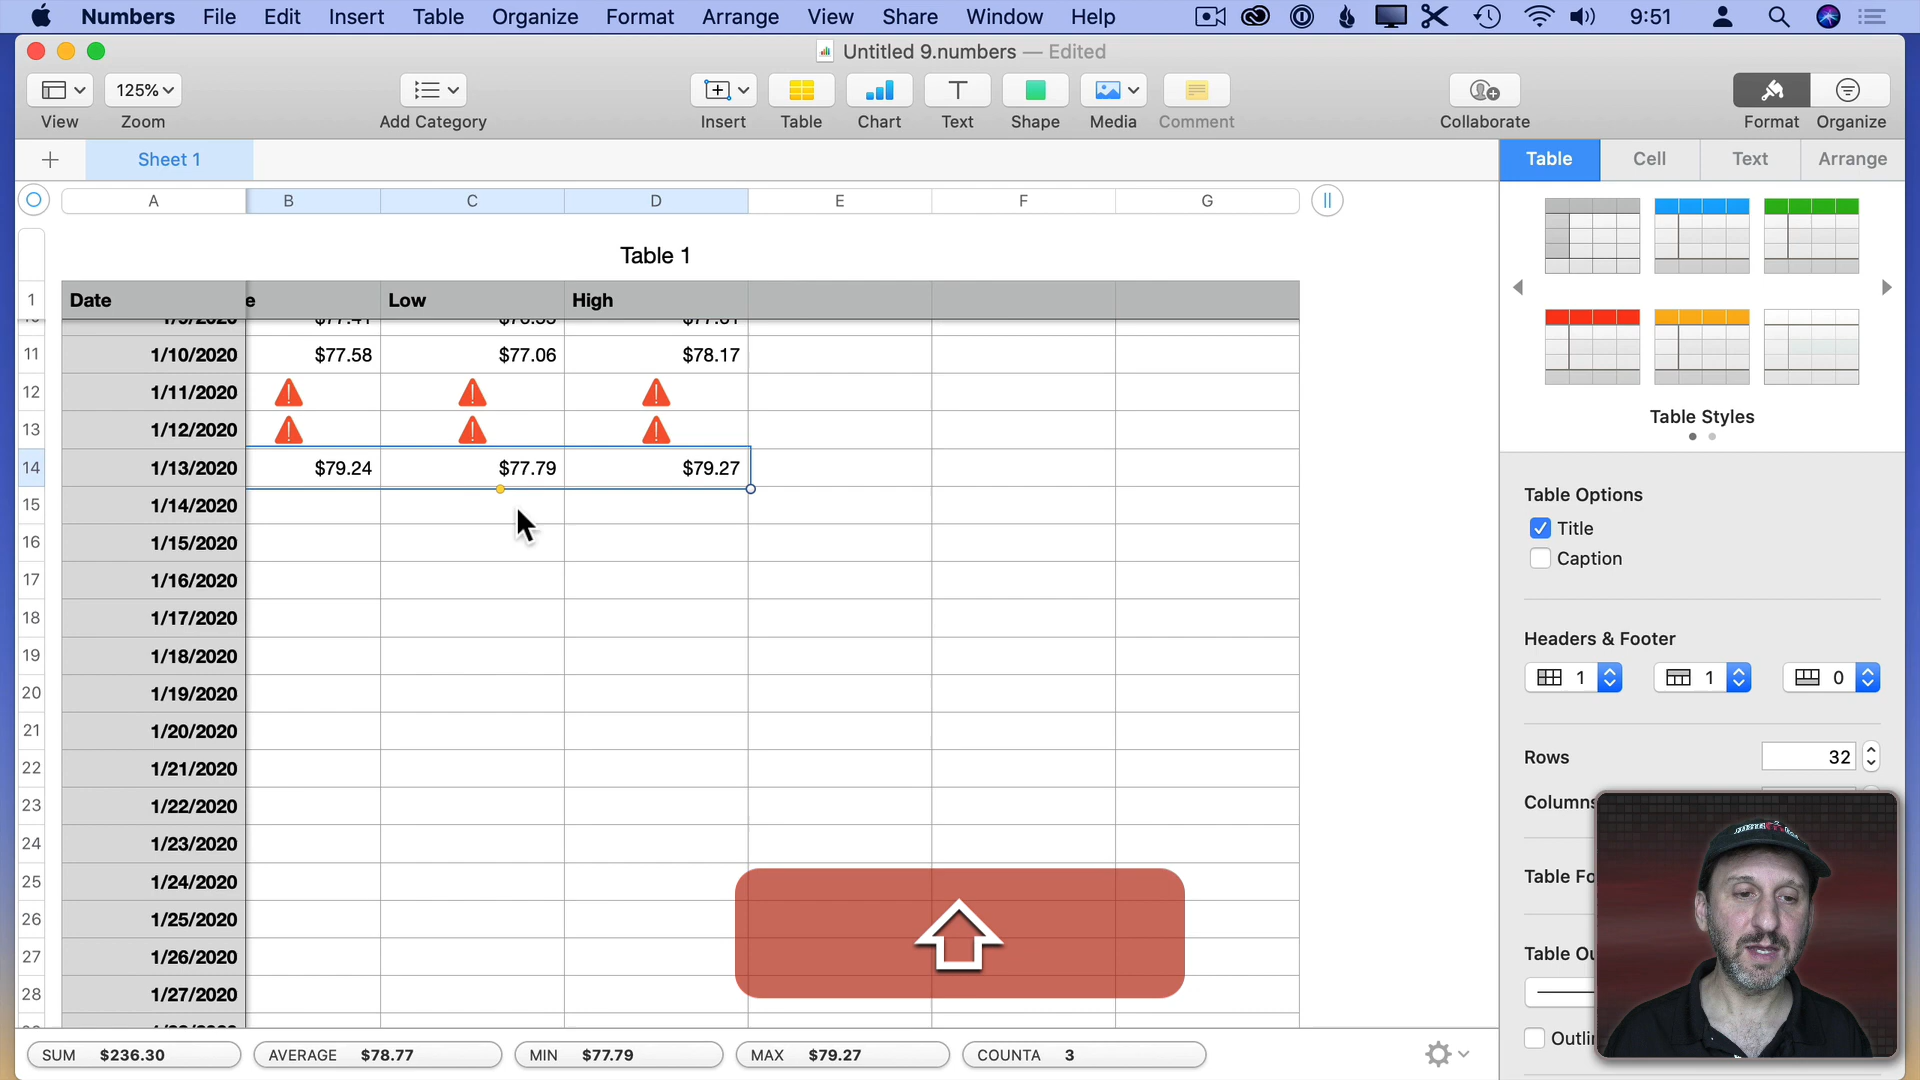 Numbers File Edit Insert Table Organize Format Arrange View Share Window Help 9:51
Untitled 9.numbers — Edited
125%
View Zoom Add Category Insert Table Chart Text Shape Media Comment Collaborate Format Organize
Sheet 1
Table Cell Text Arrange
A B C D E F G
Table 1
1 Date e Low High
11 1/10/2020 $77.58 $77.06 $78.17
12 1/11/2020
13 1/12/2020
14 1/13/2020 $79.24 $77.79 $79.27
15 1/14/2020
16 1/15/2020
17 1/16/2020
18 1/17/2020
19 1/18/2020
20 1/19/2020
21 1/20/2020
22 1/21/2020
23 1/22/2020
24 1/23/2020
25 1/24/2020
26 1/25/2020
27 1/26/2020
28 1/27/2020
SUM $236.30 AVERAGE $78.77 MIN $77.79 MAX $79.27 COUNTA 3
Table Styles
Table Options
Title
Caption
Headers & Footer
1 1 0
Rows 32
Columns
Table Fo
Table Ou
Outli